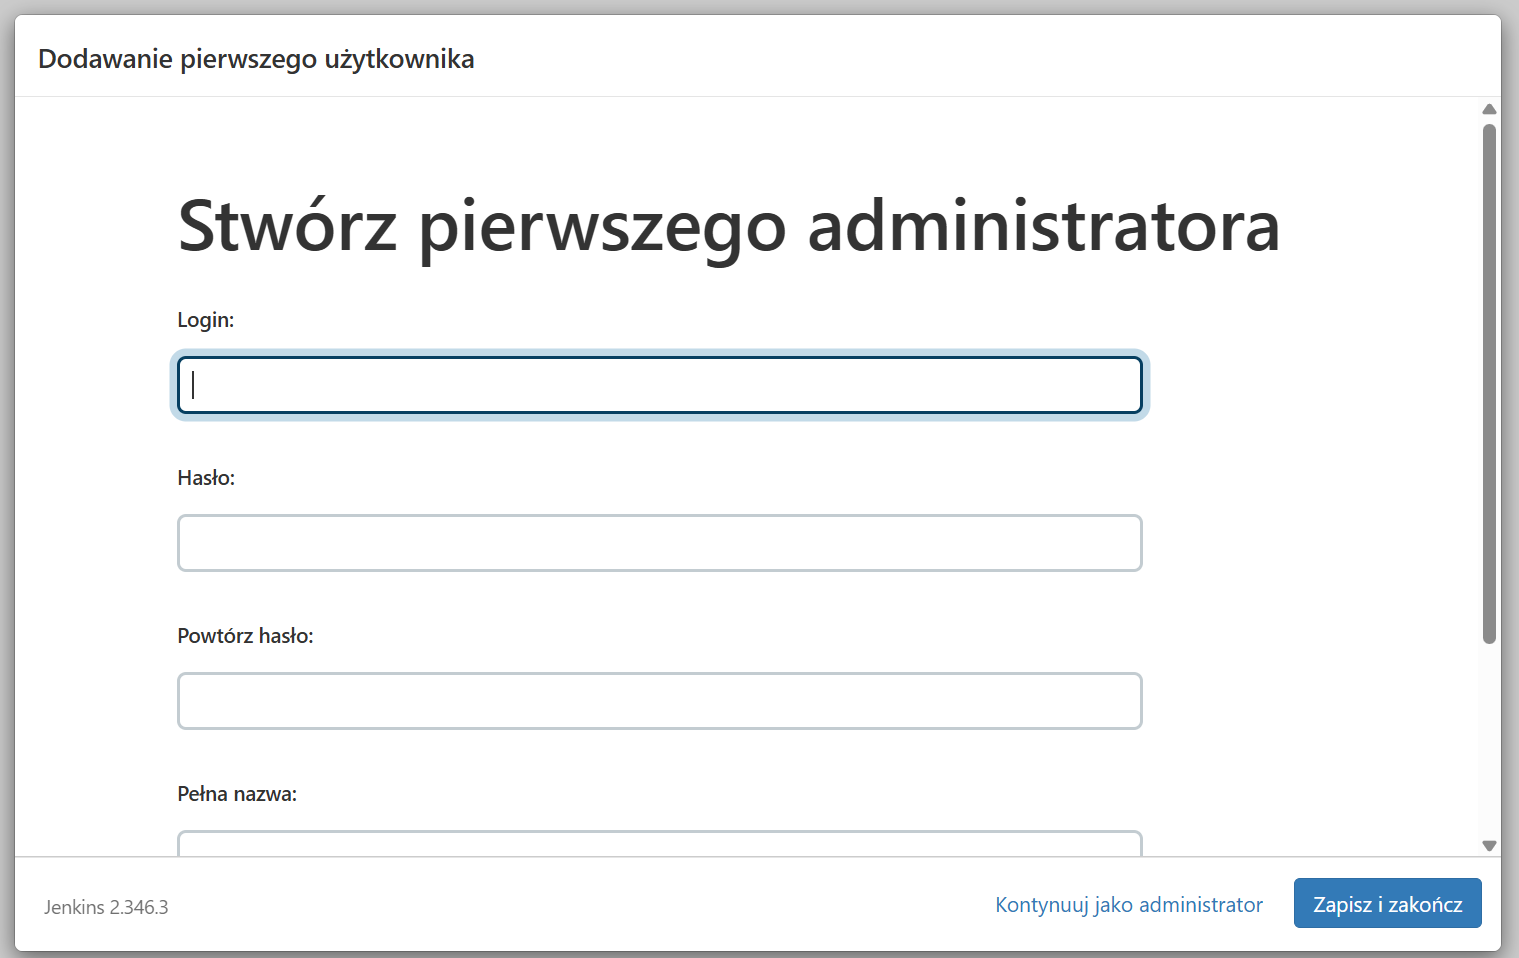 Dodawanie pierwszego użytkownika
Stwórz pierwszego administratora
Login:
Hasło:
Powtórz hasło:
Pełna nazwa:
Jenkins 2.346.3
Kontynuuj jako administrator
Zapisz i zakończ